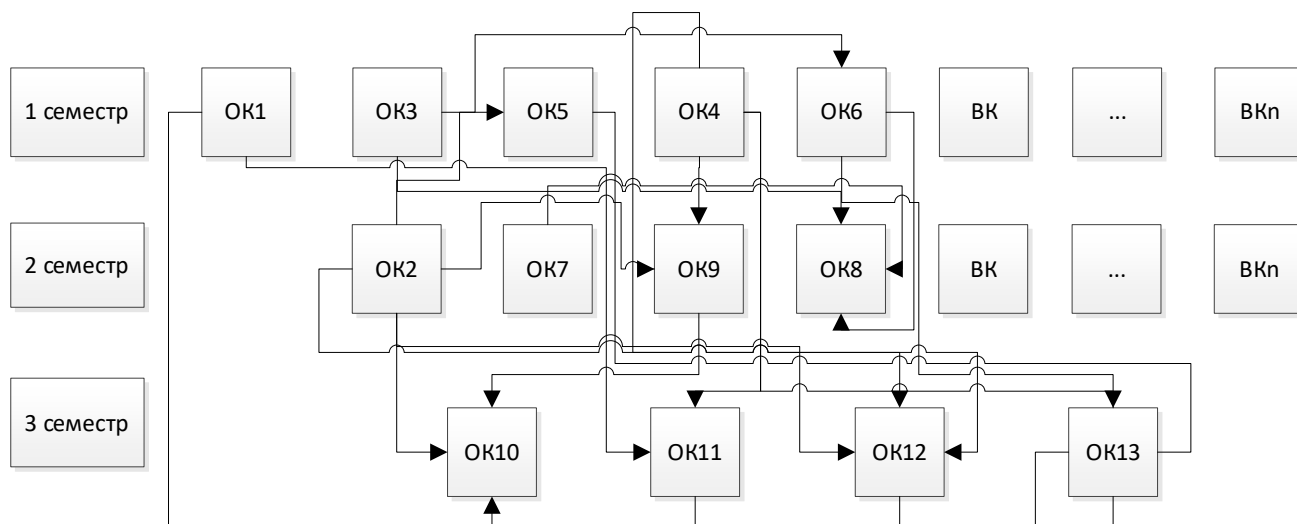 1 семестр
ОК1
ОК3
ОК5
ОК4
ОК6
ВК
...
ВКn
2 семестр
ОК2
ОК7
ОК9
ОК8
ВК
...
ВКn
3 семестр
ОК10
ОК11
ОК12
ОК13